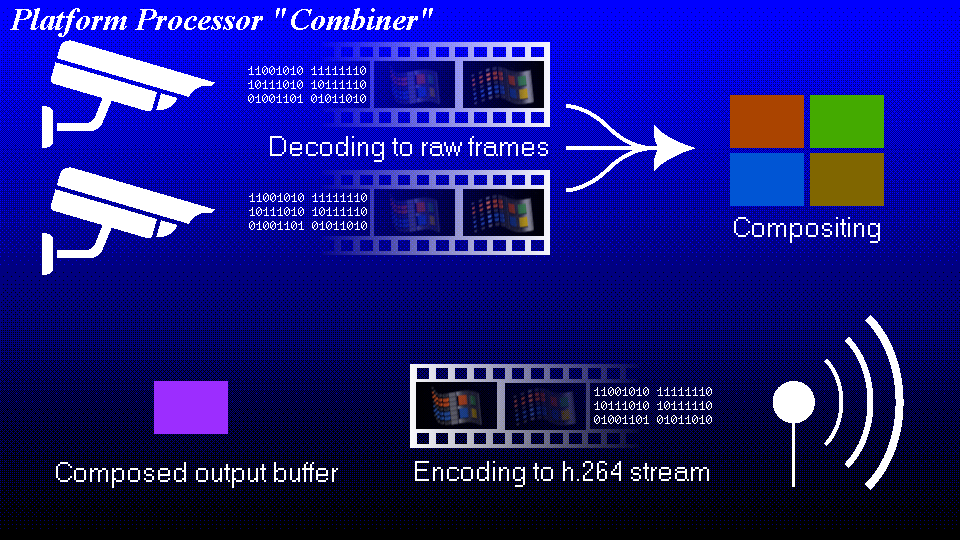 Platform Processor "Combiner"
11001010 11111110
10111010 10111110
01001101 01011010
Decoding to raw frames
11001010 11111110
10111010 10111110
01001101 01011010
Compositing
11001010 11111110
10111010 10111110
01001101 01011010
Composed output buffer
Encoding to h.264 stream